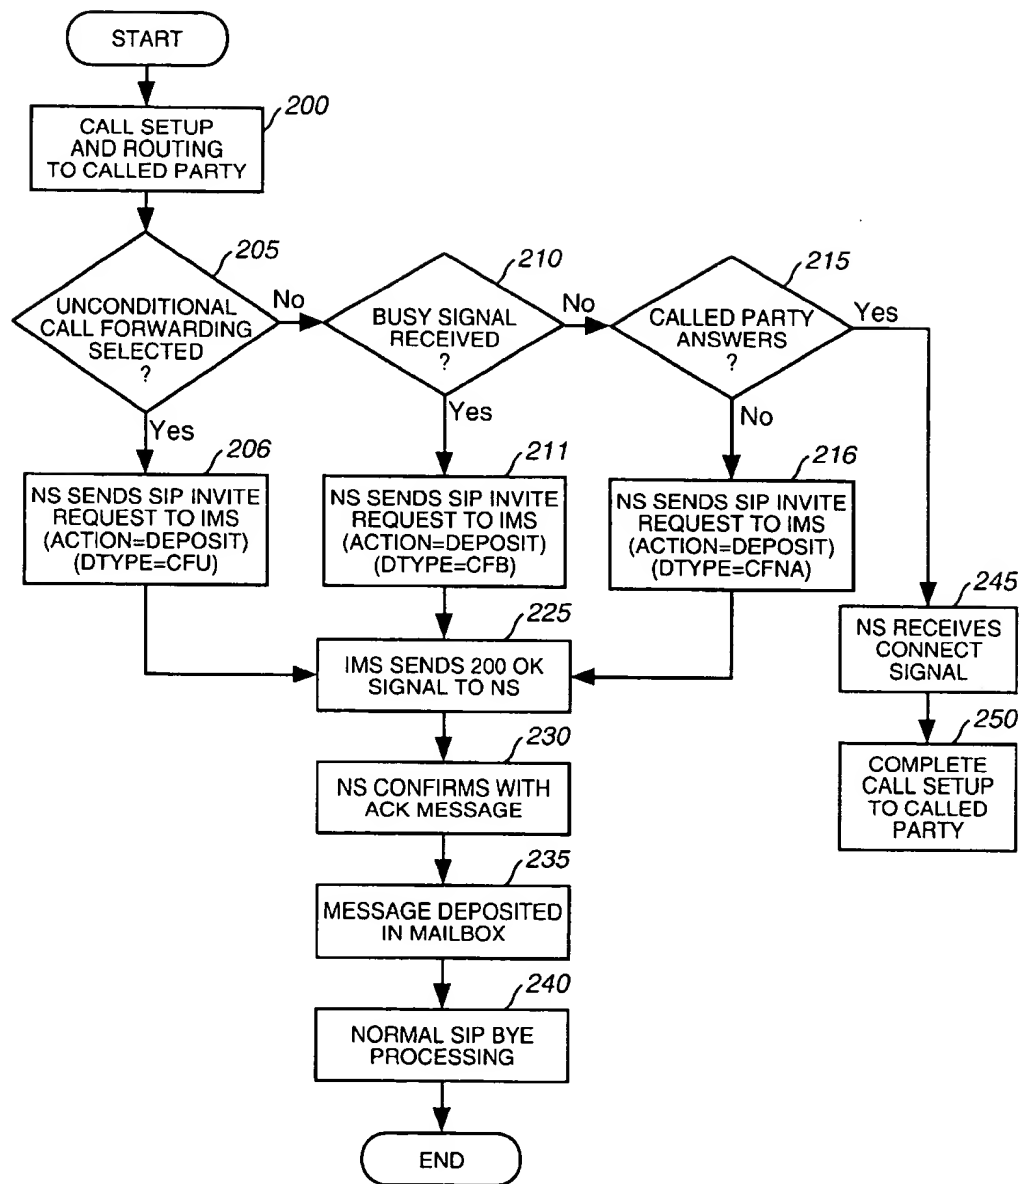 START
200
CALL SETUP
AND ROUTING
TO CALLED PARTY
205
UNCONDITIONAL
CALL FORWARDING
SELECTED
?
No
Yes
210
BUSY SIGNAL
RECEIVED
?
No
Yes
215
CALLED PARTY
ANSWERS
?
Yes
No
206
NS SENDS SIP INVITE
REQUEST TO IMS
(ACTION=DEPOSIT)
(DTYPE=CFU)
211
NS SENDS SIP INVITE
REQUEST TO IMS
(ACTION=DEPOSIT)
(DTYPE=CFB)
216
NS SENDS SIP INVITE
REQUEST TO IMS
(ACTION=DEPOSIT)
(DTYPE=CFNA)
225
IMS SENDS 200 OK
SIGNAL TO NS
245
NS RECEIVES
CONNECT
SIGNAL
230
NS CONFIRMS WITH
ACK MESSAGE
250
COMPLETE
CALL SETUP
TO CALLED
PARTY
235
MESSAGE DEPOSITED
IN MAILBOX
240
NORMAL SIP BYE
PROCESSING
END